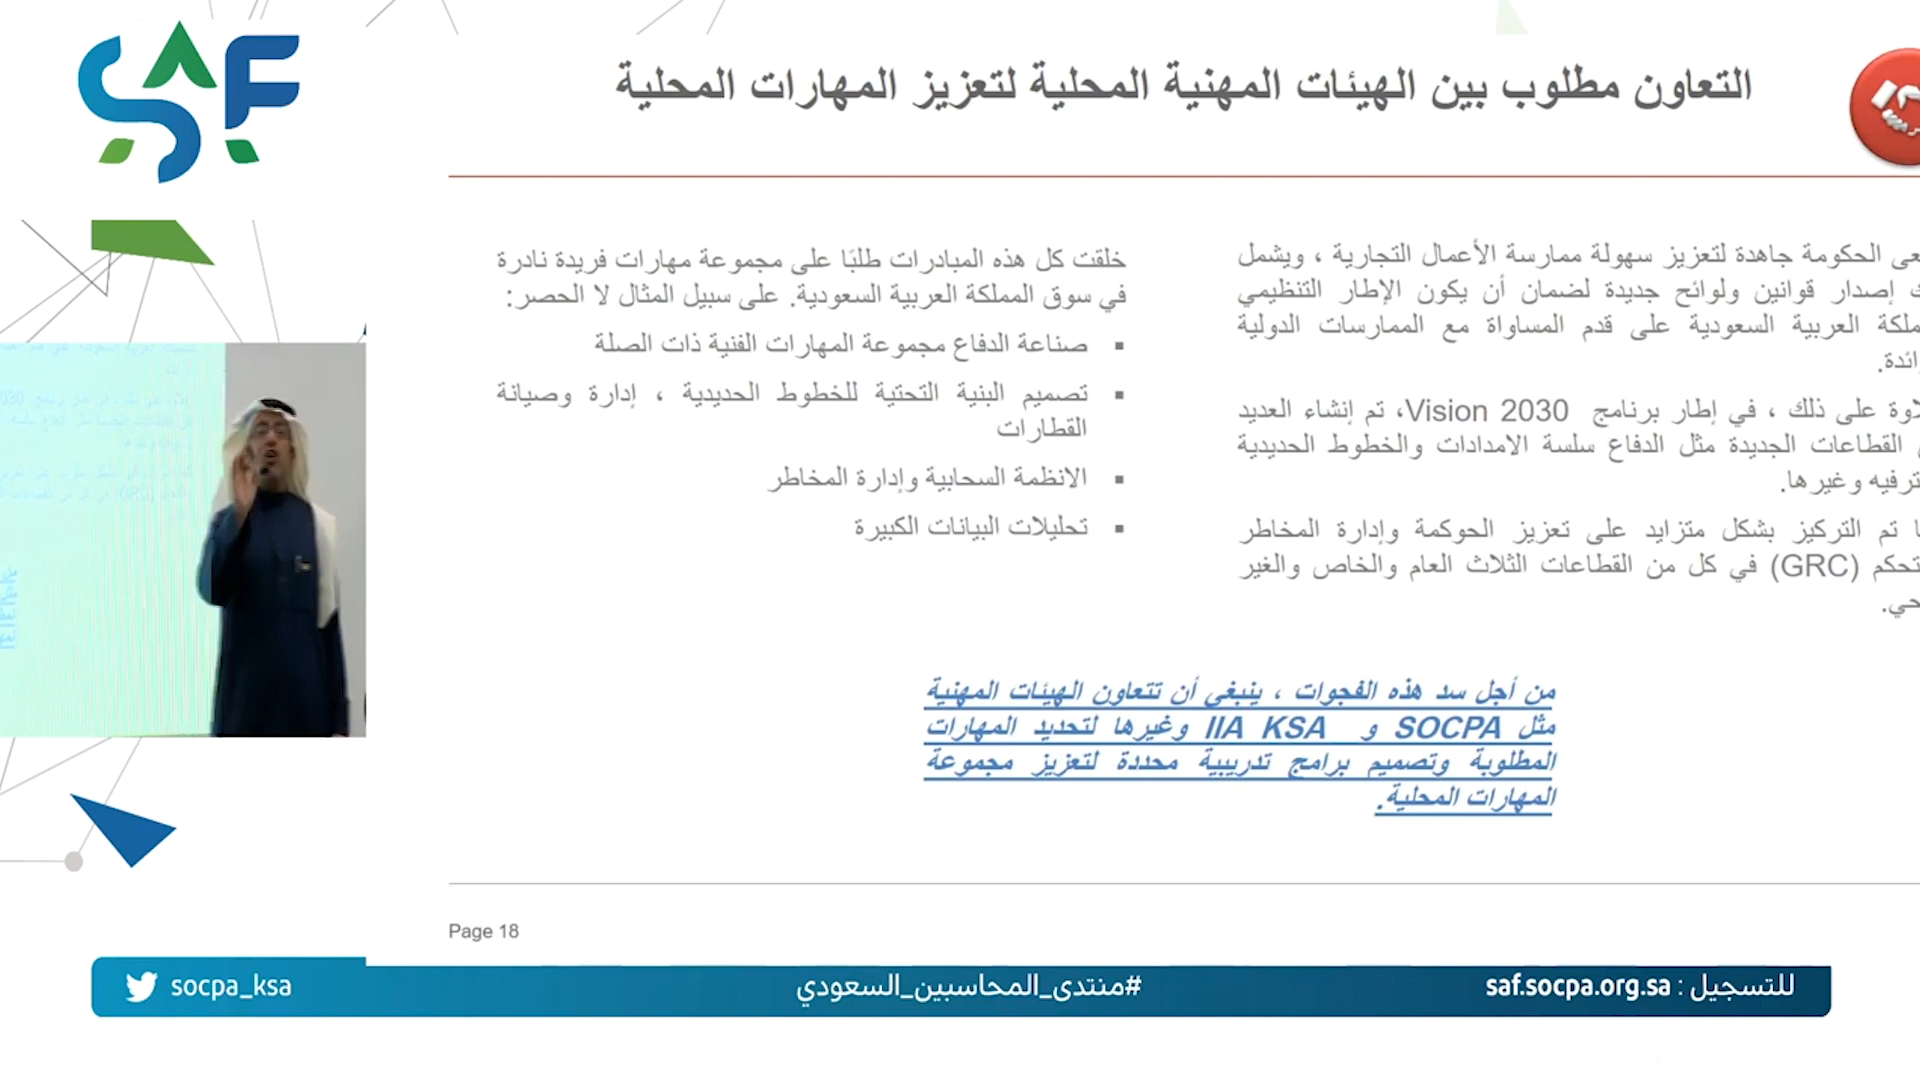 SAF
التعاون مطلوب بين الهيئات المهنية المحلية لتعزيز المهارات المحلية
الحكومة جاهدة لتعزيز سهولة ممارسة الأعمال التجارية ، ويشمل
إصدار قوانين ولوائح جديدة لضمان أن يكون الإطار التنظيمي
العربية السعودية على قدم المساواة مع الممارسات الدولية
على ذلك ، في إطار برنامج Vision 2030، تم إنشاء العديد
القطاعات الجديدة مثل الدفاع سلسة الامدادات والخطوط الحديدية
وغيرها.
تم التركيز بشكل متزايد على تعزيز الحوكمة وإدارة المخاطر
(GRC) في كل من القطاعات الثلاث العام والخاص والغير
خلقت كل هذه المبادرات طلبًا على مجموعة مهارات فريدة نادرة
في سوق المملكة العربية السعودية. على سبيل المثال لا الحصر:
▪ صناعة الدفاع مجموعة المهارات الفنية ذات الصلة
▪ تصميم البنية التحتية للخطوط الحديدية ، إدارة وصيانة
القطارات
▪ الانظمة السحابية وإدارة المخاطر
▪ تحليلات البيانات الكبيرة
من أجل سد هذه الفجوات ، ينبغي أن تتعاون الهيئات المهنية
مثل SOCPA و IIA KSA وغيرها لتحديد المهارات
المطلوبة وتصميم برامج تدريبية محددة لتعزيز مجموعة
المهارات المحلية.
Page 18
socpa_ksa
#منتدى_المحاسبين_السعودي
للتسجيل : saf.socpa.org.sa